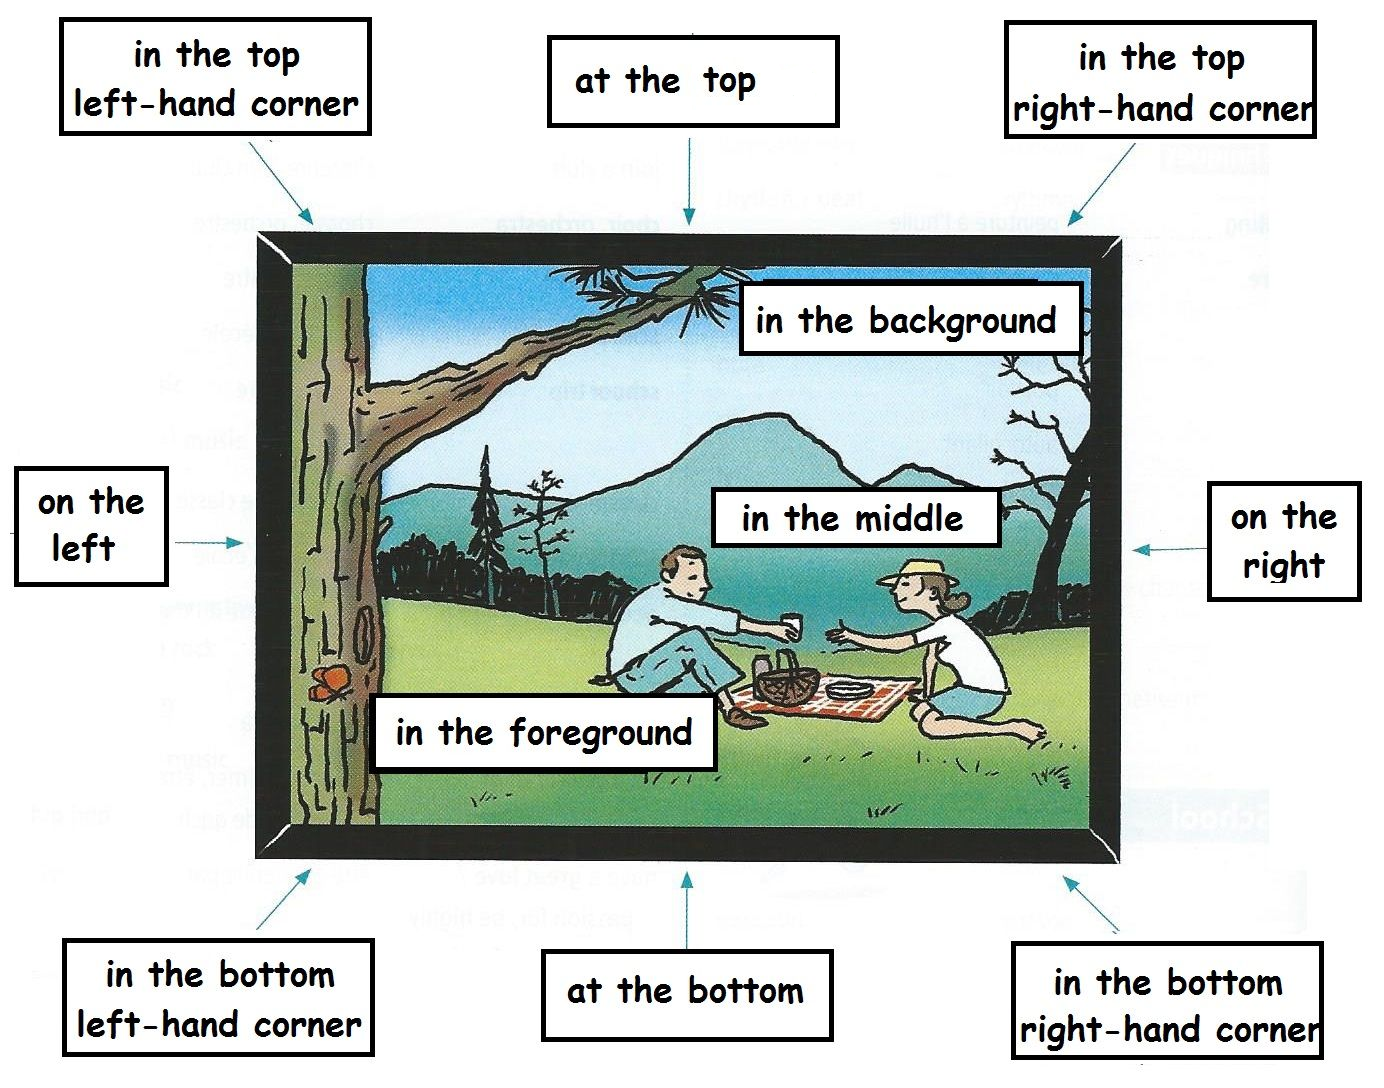 in the top
left-hand corner
at the top
in the top
right-hand corner
in the background
on the
left
in the middle
on the
right
in the foreground
in the bottom
left-hand corner
at the bottom
in the bottom
right-hand corner